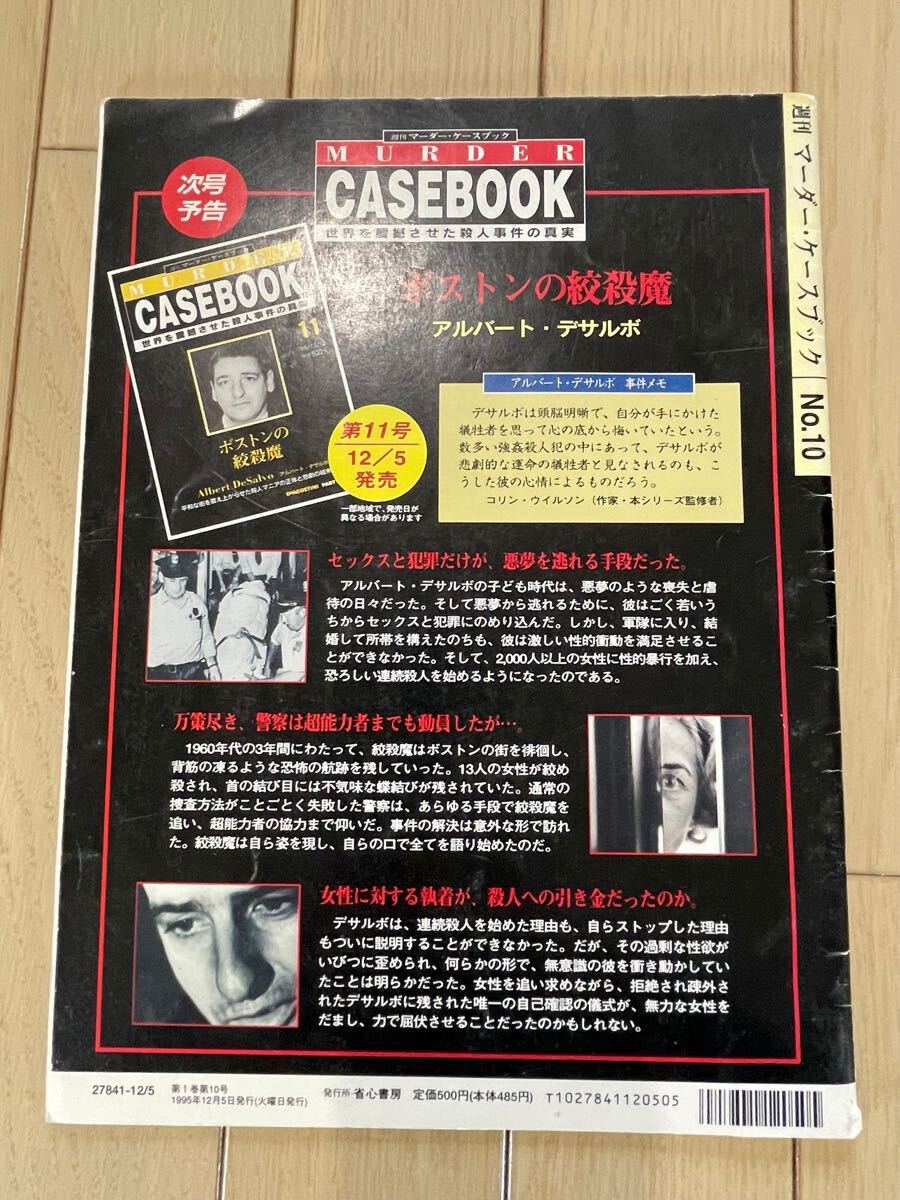 週刊 マーダー・ケースブック
MURDER
CASEBOOK
世界を震撼させた殺人事件の真実
次号
予告
週刊 マーダー・ケースブック No.10
MURDER
CASEBOOK
世界を震撼させた殺人事件の真実
11
ボストンの
絞殺魔
Albert DeSalvo
DEAGOSTINI
ボストンの絞殺魔
アルバート・デサルボ
第11号
12/5
発売
一部地域で、発売日が
異なる場合があります
アルバート・デサルボ 事件メモ
デサルボは頭脳明晰で、自分が手にかけた
犠牲者を思って心の底から悔いていたという。
数多い強姦殺人犯の中にあって、デサルボが
悲劇的な運命の犠牲者と見なされるのも、こ
うした彼の心情によるものだろう。
コリン・ウイルソン(作家・本シリーズ監修者)
セックスと犯罪だけが、悪夢を逃れる手段だった。
アルバート・デサルボの子ども時代は、悪夢のような喪失と虐
待の日々だった。そして悪夢から逃れるために、彼はごく若いう
ちからセックスと犯罪にのめり込んだ。しかし、軍隊に入り、結
婚して所帯を構えたのちも、彼は激しい性的衝動を満足させるこ
とができなかった。そして、2,000人以上の女性に性的暴行を加え、
恐ろしい連続殺人を始めるようになったのである。
万策尽き、警察は超能力者までも動員したが…。
1960年代の3年間にわたって、絞殺魔はボストンの街を徘徊し、
背筋の凍るような恐怖の航跡を残していった。13人の女性が絞め
殺され、首の結び目には不気味な蝶結びが残されていた。通常の
捜査方法がことごとく失敗した警察は、あらゆる手段で絞殺魔を
追い、超能力者の協力まで仰いだ。事件の解決は意外な形で訪れ
た。絞殺魔は自ら姿を現し、自らの口で全てを語り始めたのだ。
女性に対する執着が、殺人への引き金だったのか。
デサルボは、連続殺人を始めた理由も、自らストップした理由
もついに説明することができなかった。だが、その過剰な性欲が
いびつに歪められ、何らかの形で、無意識の彼を衝き動かしてい
たことは明らかだった。女性を追い求めながら、拒絶され疎外さ
れたデサルボに残された唯一の自己確認の儀式が、無力な女性を
だまし、力で屈伏させることだったのかもしれない。
27841-12/5
第1巻第10号
1995年12月5日発行(火曜日発行)
発行所 省心書房 定価500円(本体485円)
T1027841120505